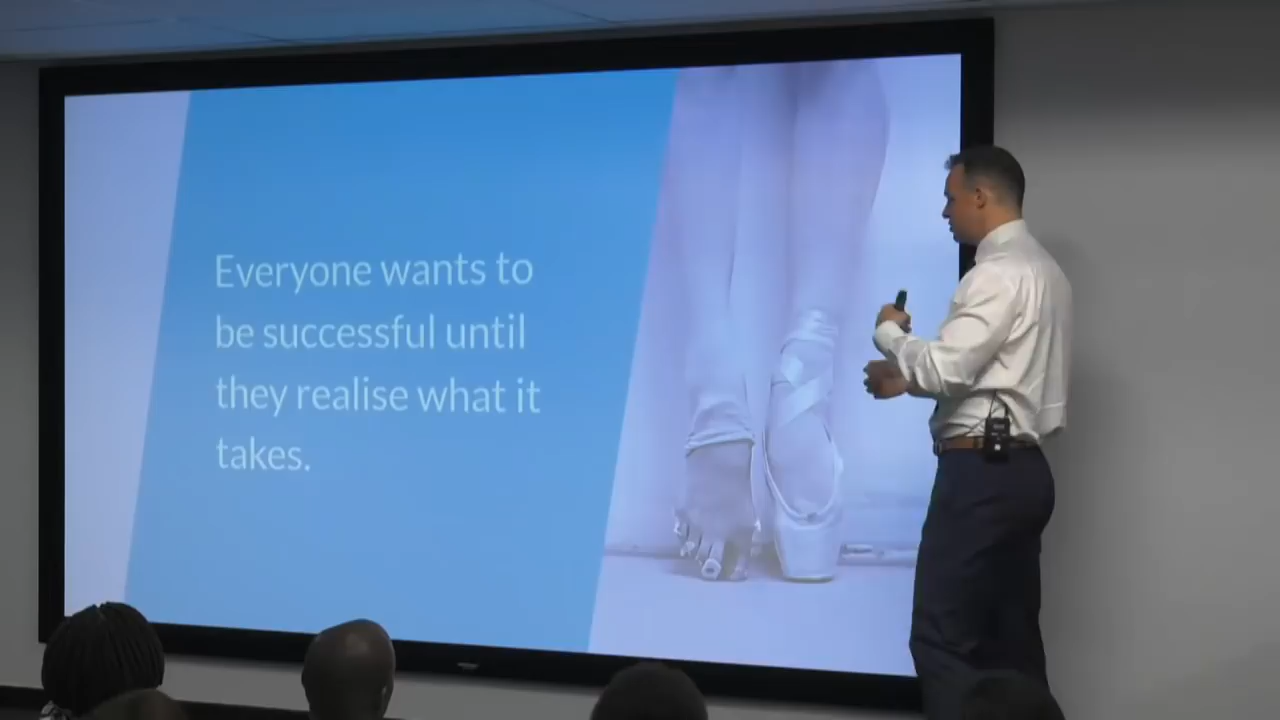 Everyone wants to
be successful until
they realise what it
takes.